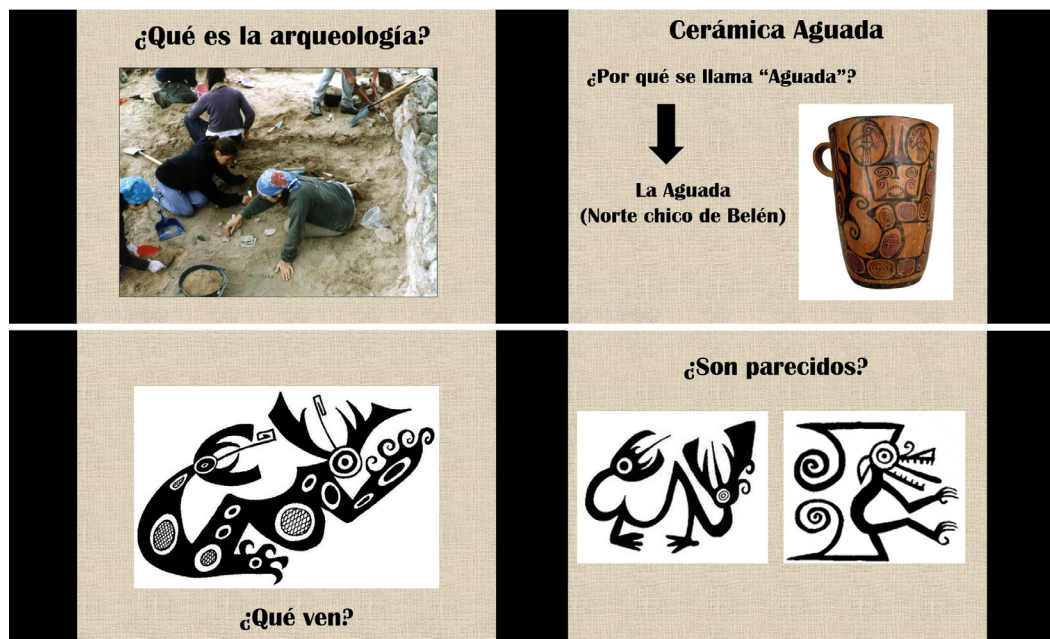 ¿Qué es la arqueología?
Cerámica Aguada
¿Por qué se llama “Aguada”?
La Aguada
(Norte chico de Belén)
¿Qué ven?
¿Son parecidos?